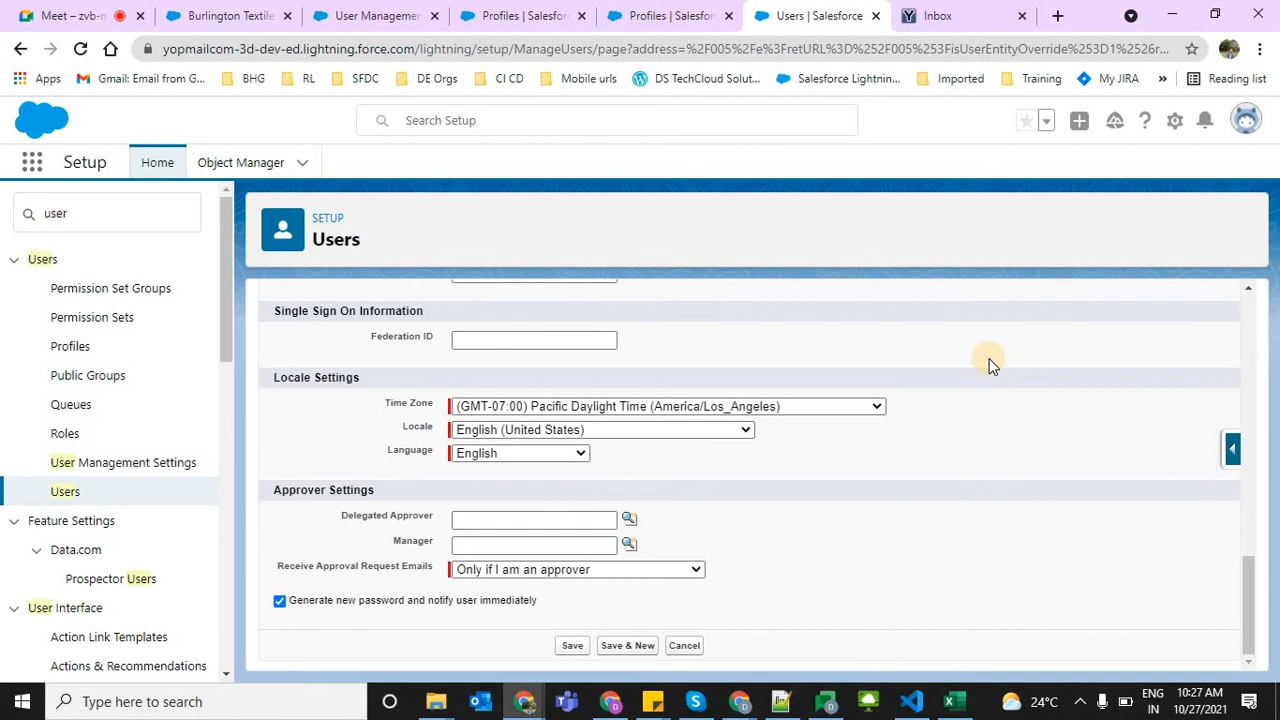 Meet – zvb-n
Burlington Textile
User Management
Profiles | Salesfor
Profiles | Salesfor
Users | Salesforce
Inbox
yopmailcom-3d-dev-ed.lightning.force.com/lightning/setup/ManageUsers/page?address=%2F005%2Fe%3FretURL%3D%252F005%253FisUserEntityOverride%253D1%2526r...
Apps
Gmail: Email from G...
BHG
RL
SFDC
DE Orgs
CI CD
Mobile urls
DS TechCloud Solut...
Salesforce Lightnin...
Imported
Training
My JIRA
»
Reading list
Search Setup
Setup
Home
Object Manager
user
SETUP
Users
Users
Permission Set Groups
Permission Sets
Profiles
Public Groups
Queues
Roles
User Management Settings
Users
Feature Settings
Data.com
Prospector Users
User Interface
Action Link Templates
Actions & Recommendations
Single Sign On Information
Federation ID
Locale Settings
Time Zone
(GMT-07:00) Pacific Daylight Time (America/Los_Angeles)
Locale
English (United States)
Language
English
Approver Settings
Delegated Approver
Manager
Receive Approval Request Emails
Only if I am an approver
Generate new password and notify user immediately
Save
Save & New
Cancel
Type here to search
24°C
ENG
IN
10:27 AM
10/27/2021